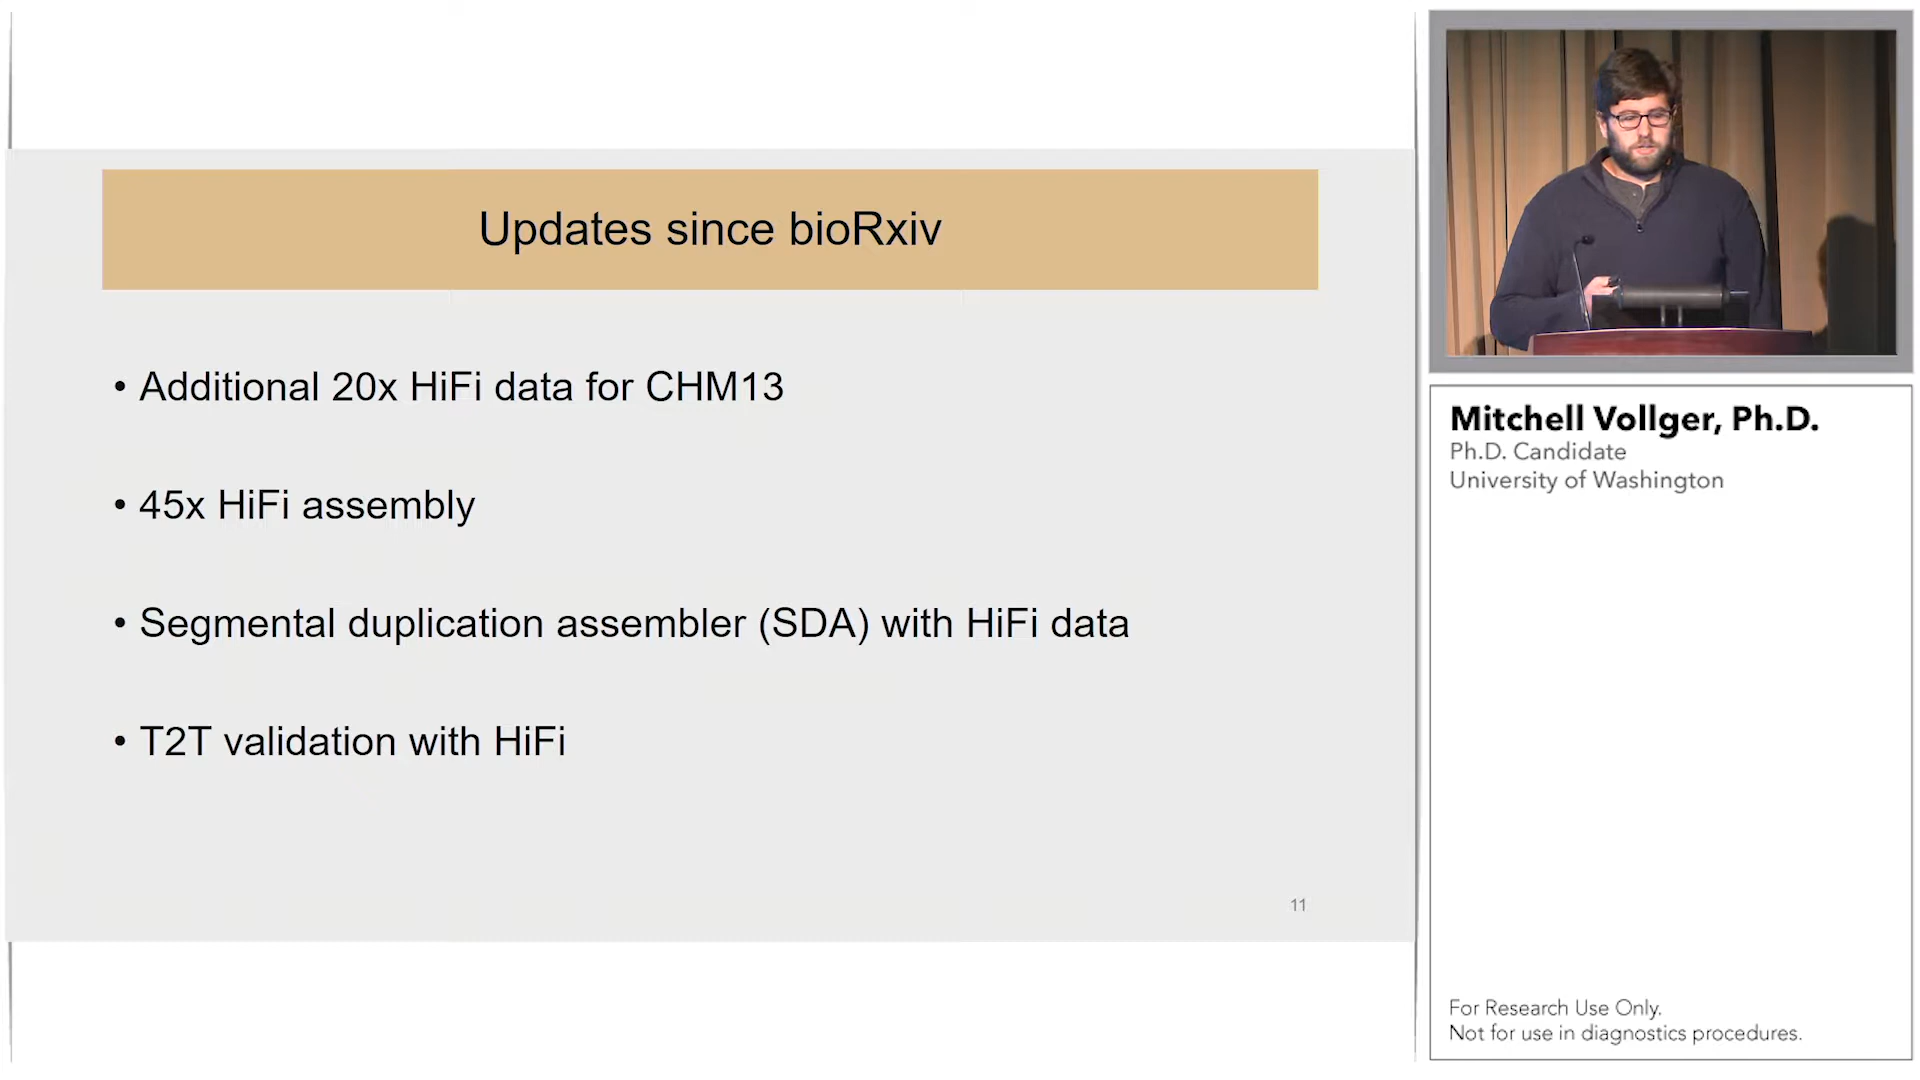 Updates since bioRxiv
• Additional 20x HiFi data for CHM13
• 45x HiFi assembly
• Segmental duplication assembler (SDA) with HiFi data
• T2T validation with HiFi
11
Mitchell Vollger, Ph.D.
Ph.D. Candidate
University of Washington
For Research Use Only.
Not for use in diagnostics procedures.